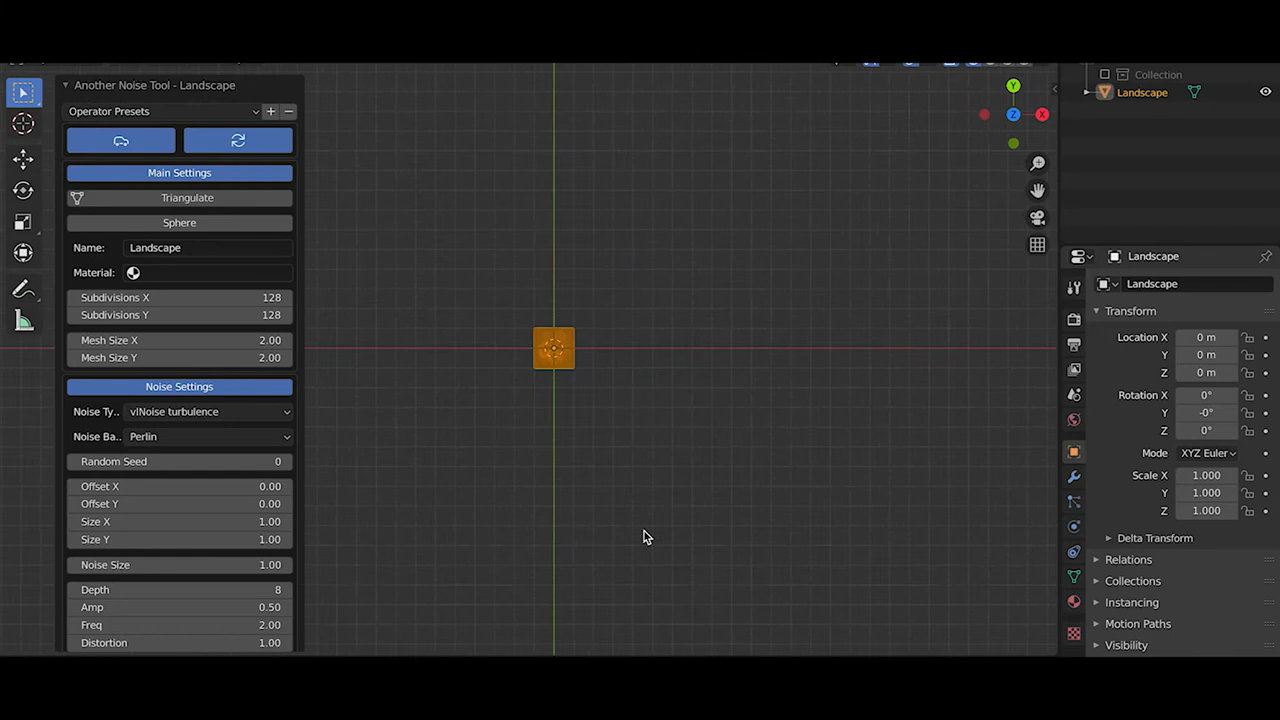 Another Noise Tool - Landscape
Operator Presets
Main Settings
Triangulate
Sphere
Name: Landscape
Material:
Subdivisions X 128
Subdivisions Y 128
Mesh Size X 2.00
Mesh Size Y 2.00
Noise Settings
Noise Ty.. vlNoise turbulence
Noise Ba.. Perlin
Random Seed 0
Offset X 0.00
Offset Y 0.00
Size X 1.00
Size Y 1.00
Noise Size 1.00
Depth 8
Amp 0.50
Freq 2.00
Distortion 1.00
Y
Z
X
Collection
Landscape
Landscape
Landscape
Transform
Location X 0 m
Y 0 m
Z 0 m
Rotation X 0°
Y -0°
Z 0°
Mode XYZ Euler
Scale X 1.000
Y 1.000
Z 1.000
Delta Transform
Relations
Collections
Instancing
Motion Paths
Visibility